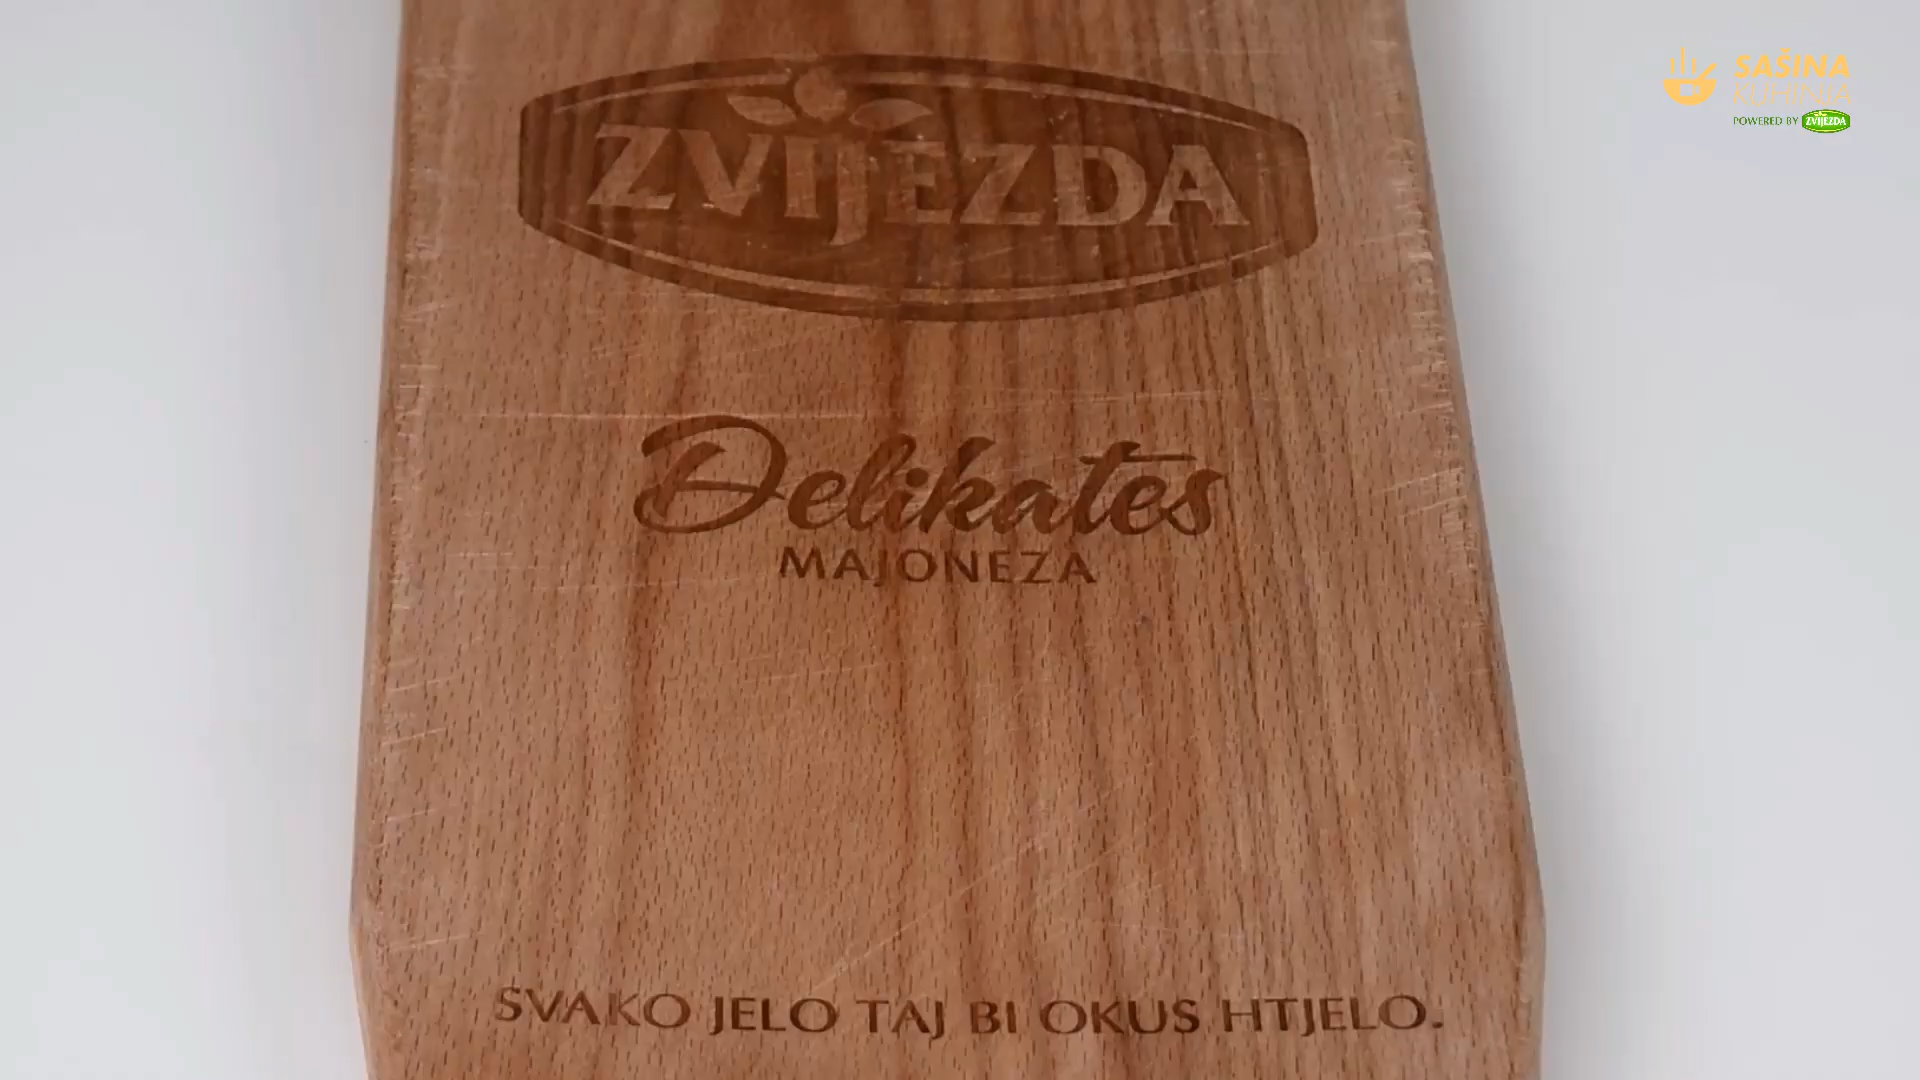 ZVIJEZDA
Delikates
MAJONEZA
SVAKO JELO TAJ BI OKUS HTJELO.
SAŠINA
KUHINJA
POWERED BY ZVIJEZDA